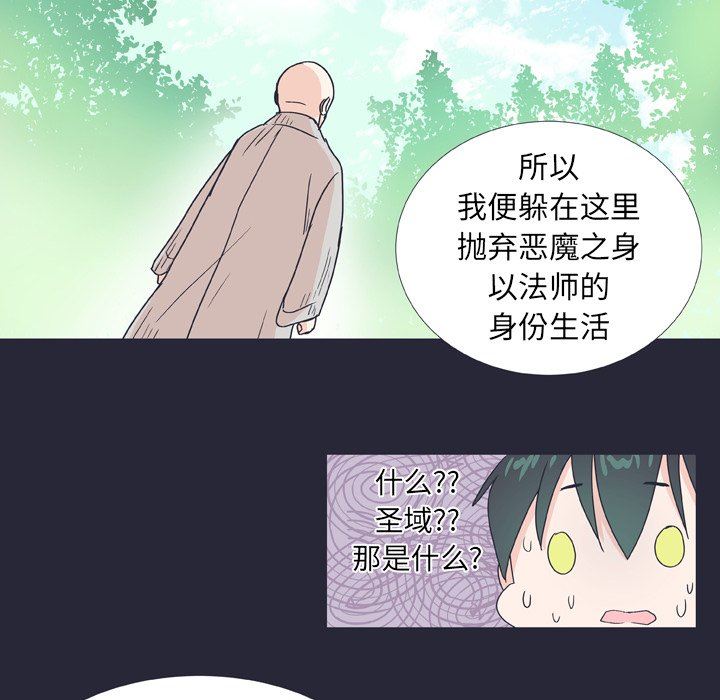 所以
我便躲在这里
抛弃恶魔之身
以法师的
身份生活
什么??
圣域??
那是什么?